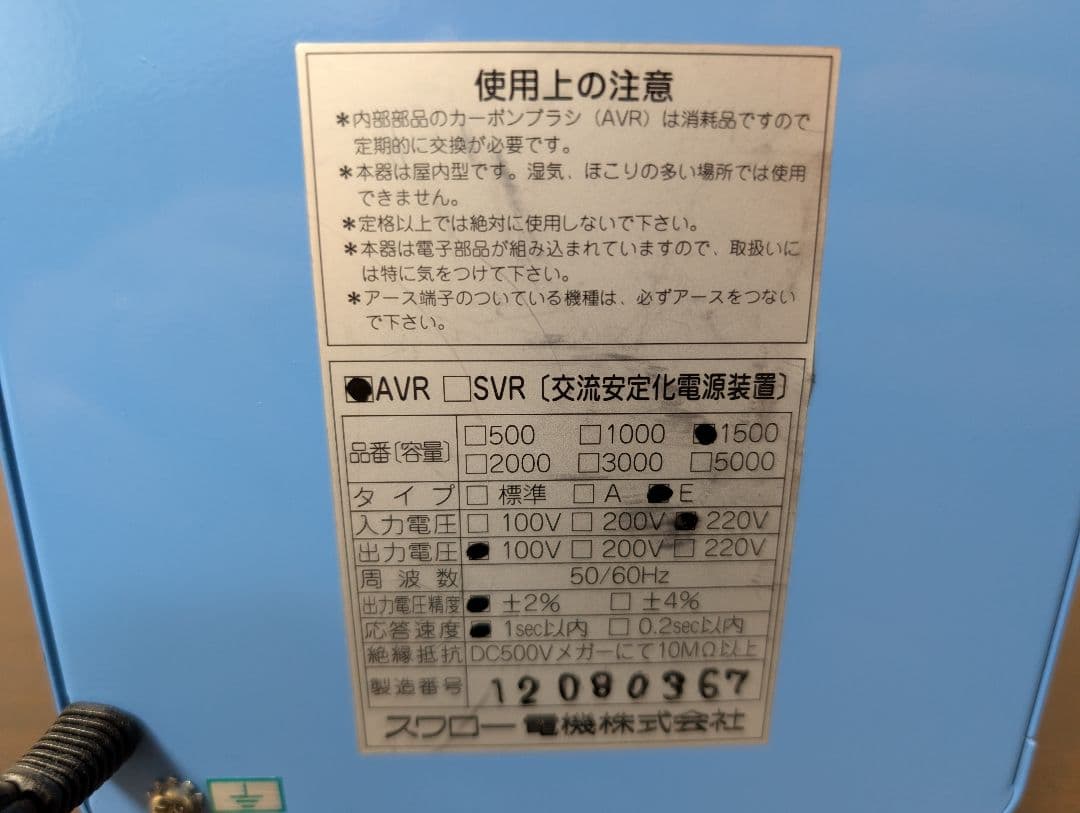 使用上の注意
＊内部部品のカーボンブラシ（AVR）は消耗品ですので
定期的に交換が必要です。
＊本器は屋内型です。湿気、ほこりの多い場所では使用
できません。
＊定格以上では絶対に使用しないで下さい。
＊本器は電子部品が組み込まれていますので、取扱いに
は特に気をつけて下さい。
＊アース端子のついている機種は、必ずアースをつない
で下さい。
■AVR □SVR〔交流安定化電源装置〕
品番〔容量〕 □500 □1000 ■1500
□2000 □3000 □5000
タイプ □ 標準 □ A ■ E
入力電圧 □ 100V □ 200V ■ 220V
出力電圧 ■ 100V □ 200V □ 220V
周波数 50/60Hz
出力電圧精度 ■ ±2% □ ±4%
応答速度 ■ 1sec以内 □ 0.2sec以内
絶縁抵抗 DC500Vメガーにて10MΩ以上
製造番号 12080367
スワロー電機株式会社